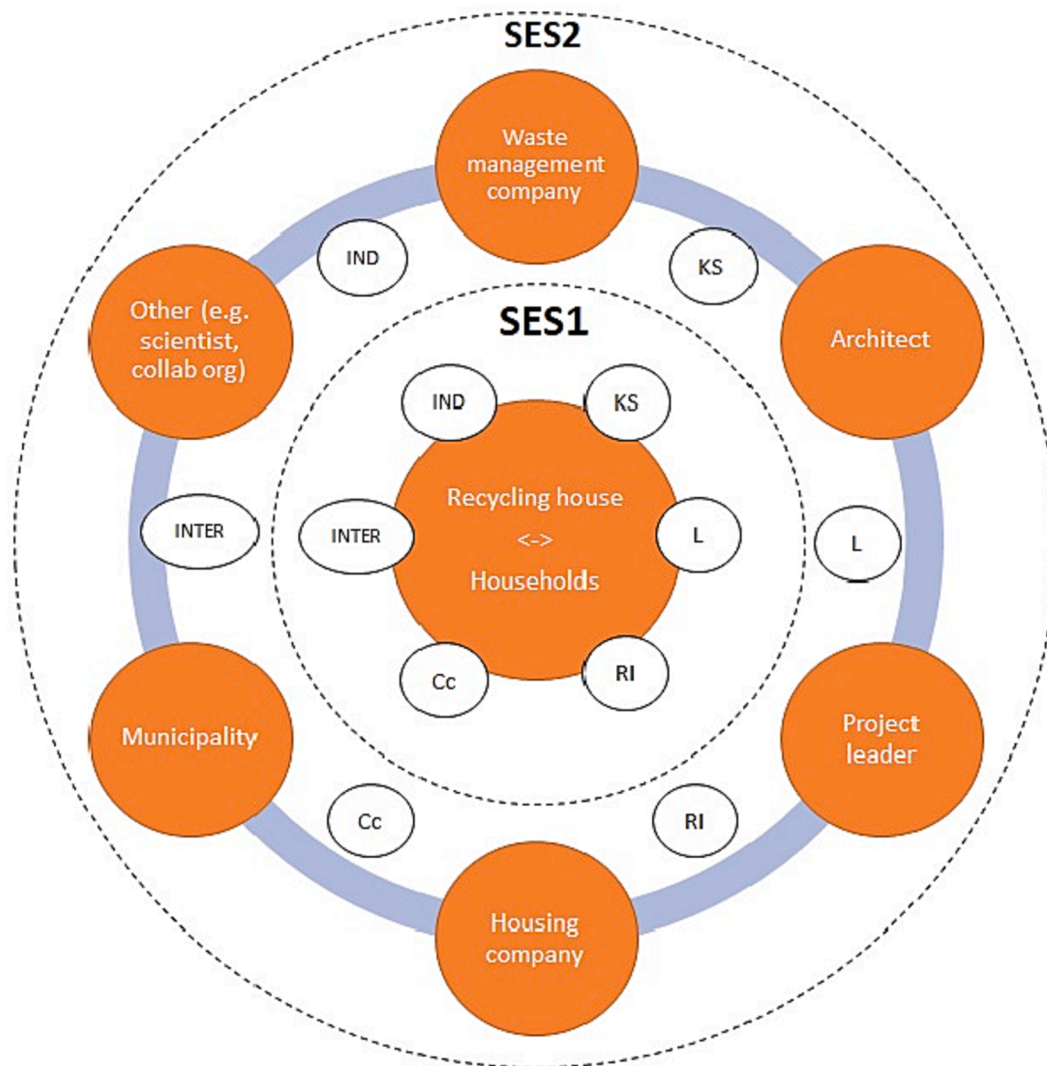 SES2
Waste
management
company
IND
KS
Other (e.g.
scientist,
collab org)
Architect
SES1
IND
KS
Recycling house
<->
Households
INTER
INTER
L
L
Cc
RI
Municipality
Project
leader
Cc
RI
Housing
company